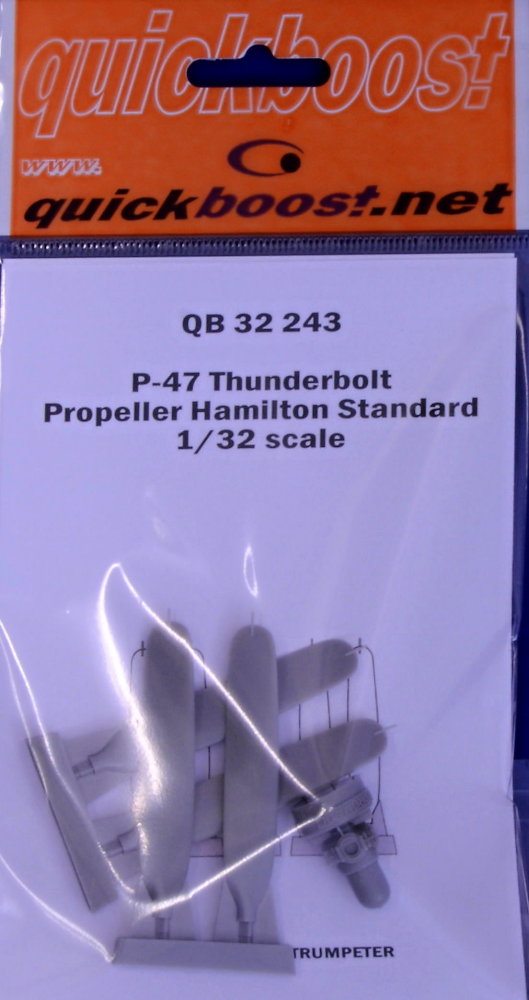 quickboost
www.
quickboost.net
QB 32 243
P-47 Thunderbolt
Propeller Hamilton Standard
1/32 scale
TRUMPETER